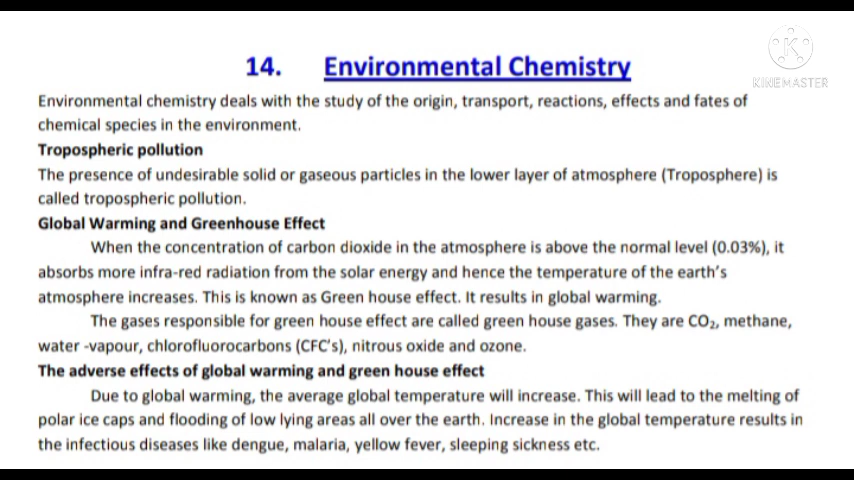 KINEMASTER
14. Environmental Chemistry
Environmental chemistry deals with the study of the origin, transport, reactions, effects and fates of
chemical species in the environment.
Tropospheric pollution
The presence of undesirable solid or gaseous particles in the lower layer of atmosphere (Troposphere) is
called tropospheric pollution.
Global Warming and Greenhouse Effect
When the concentration of carbon dioxide in the atmosphere is above the normal level (0.03%), it
absorbs more infra-red radiation from the solar energy and hence the temperature of the earth's
atmosphere increases. This is known as Green house effect. It results in global warming.
The gases responsible for green house effect are called green house gases. They are CO₂, methane,
water -vapour, chlorofluorocarbons (CFC's), nitrous oxide and ozone.
The adverse effects of global warming and green house effect
Due to global warming, the average global temperature will increase. This will lead to the melting of
polar ice caps and flooding of low lying areas all over the earth. Increase in the global temperature results in
the infectious diseases like dengue, malaria, yellow fever, sleeping sickness etc.